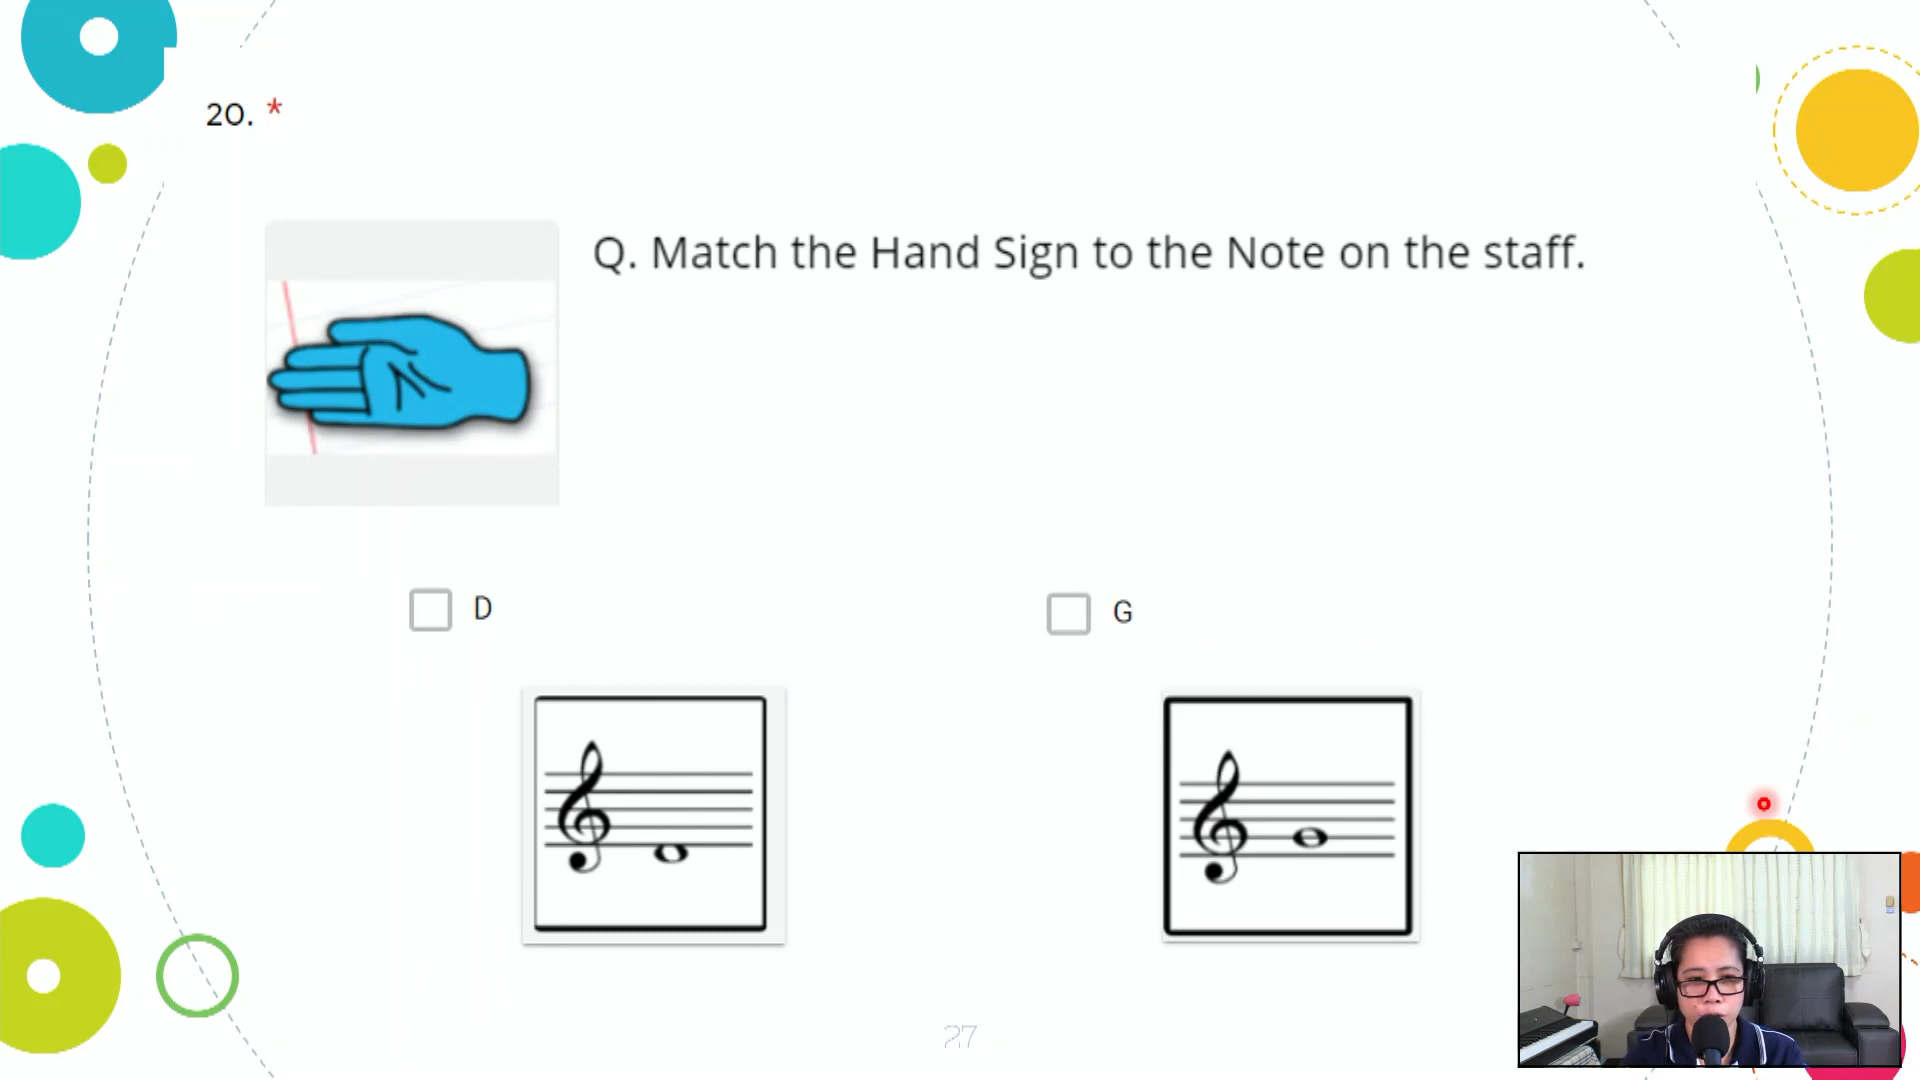 20. *
Q. Match the Hand Sign to the Note on the staff.
D
G
27